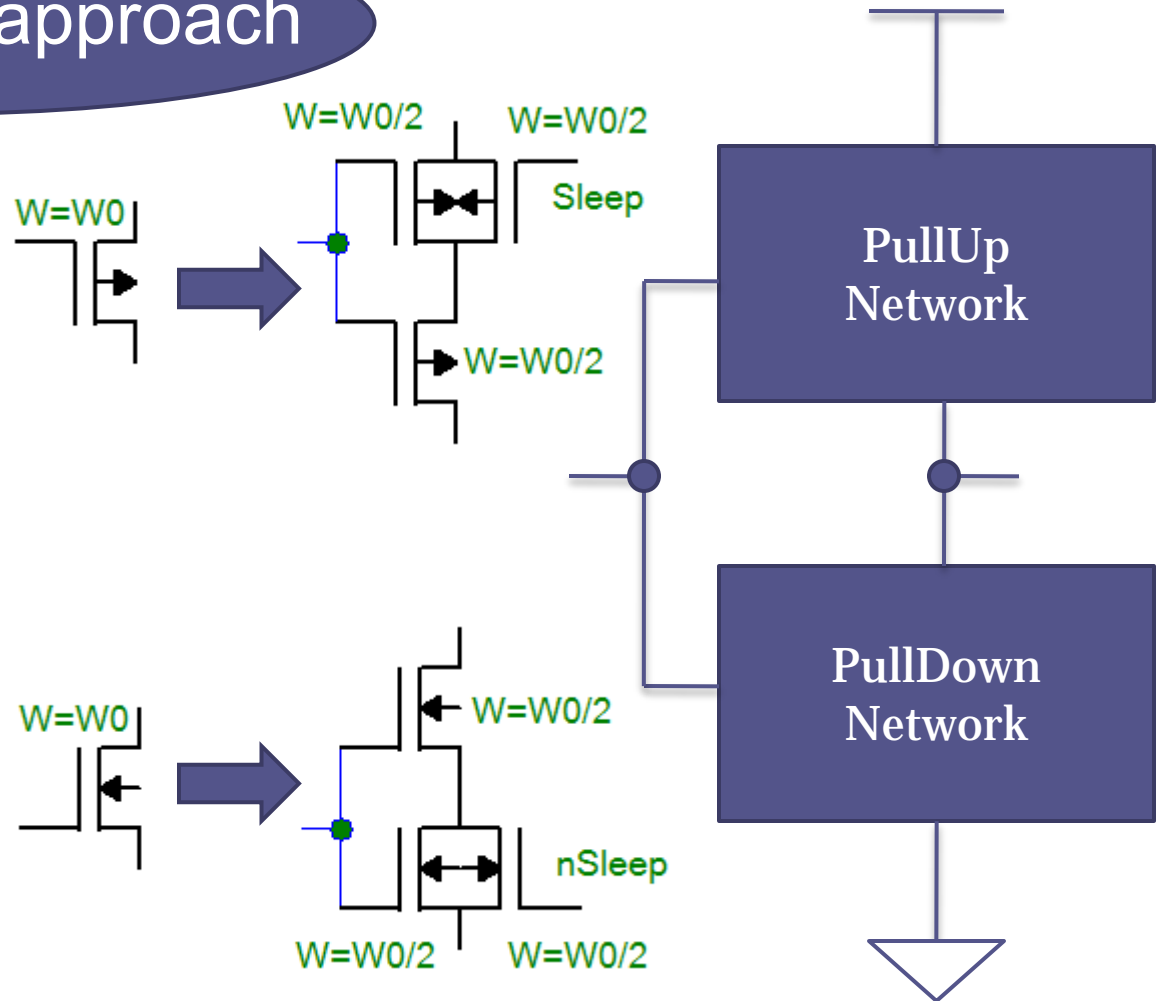 approach
W=W0/2
W=W0/2
Sleep
W=W0
W=W0/2
PullUp
Network
W=W0
W=W0/2
nSleep
W=W0/2
W=W0/2
PullDown
Network